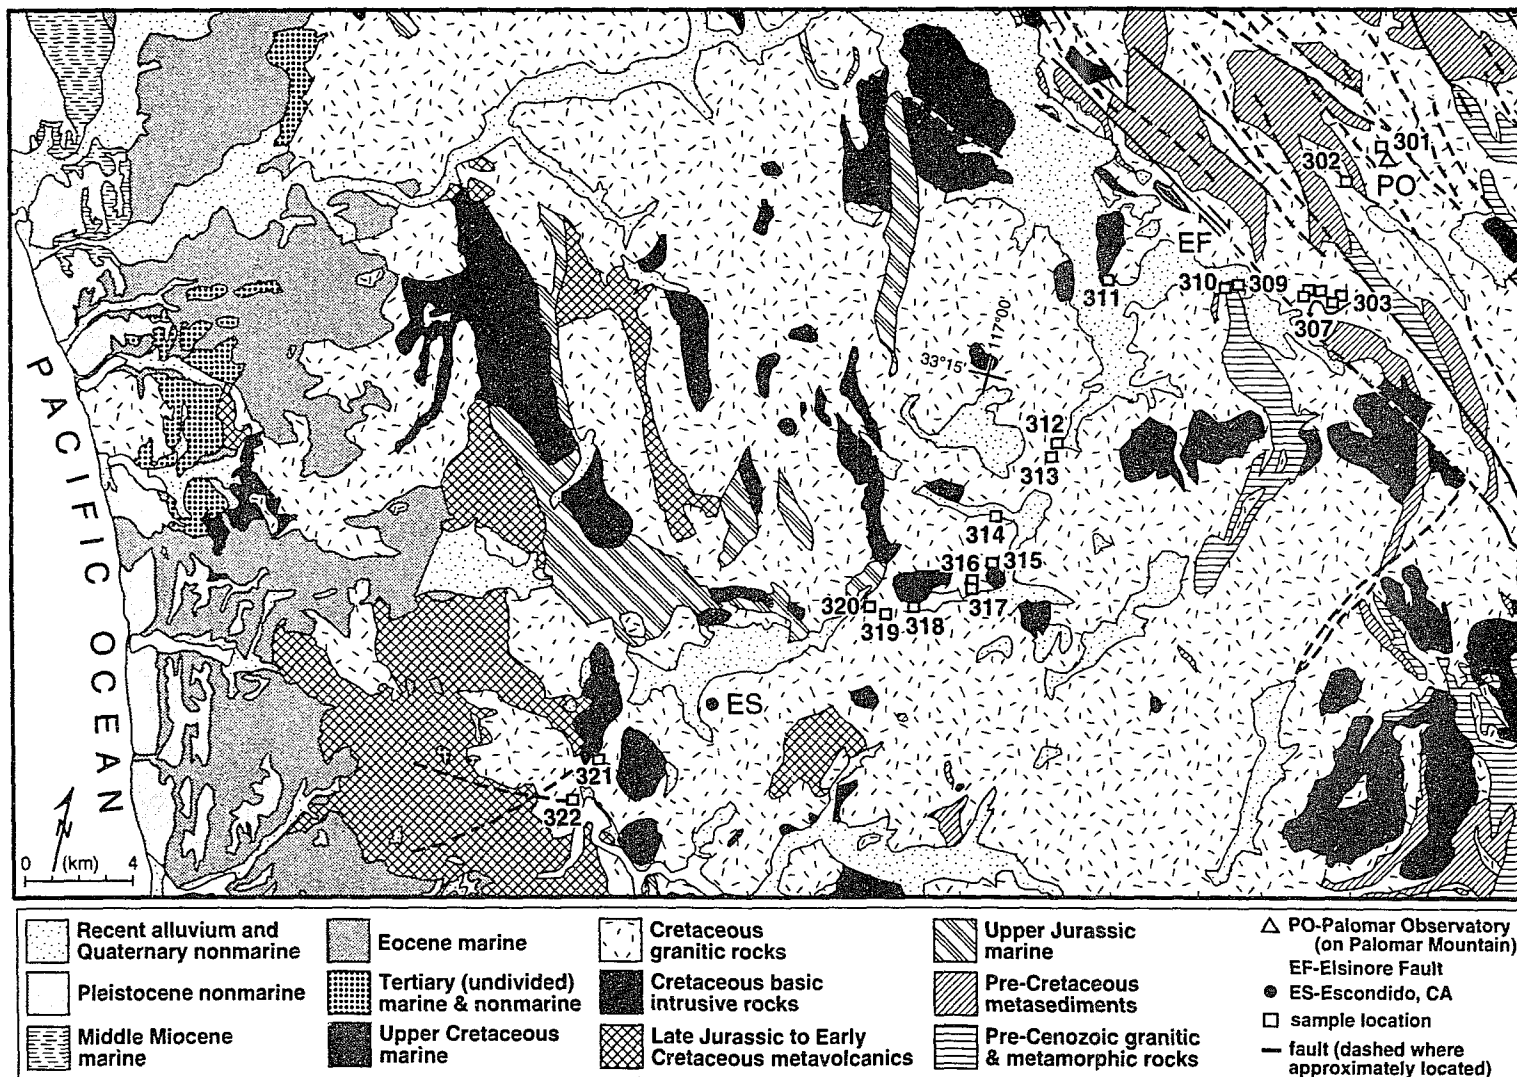 301
302
PO
EF
310
309
303
311
307
117°00'
33°15'
312
313
314
316
315
317
320
319
318
ES
321
322
PACIFIC OCEAN
N
0 (km) 4
Recent alluvium and
Quaternary nonmarine
Pleistocene nonmarine
Middle Miocene
marine
Eocene marine
Tertiary (undivided)
marine & nonmarine
Upper Cretaceous
marine
Cretaceous
granitic rocks
Cretaceous basic
intrusive rocks
Late Jurassic to Early
Cretaceous metavolcanics
Upper Jurassic
marine
Pre-Cretaceous
metasediments
Pre-Cenozoic granitic
& metamorphic rocks
PO-Palomar Observatory
(on Palomar Mountain)
EF-Elsinore Fault
ES-Escondido, CA
sample location
fault (dashed where
approximately located)